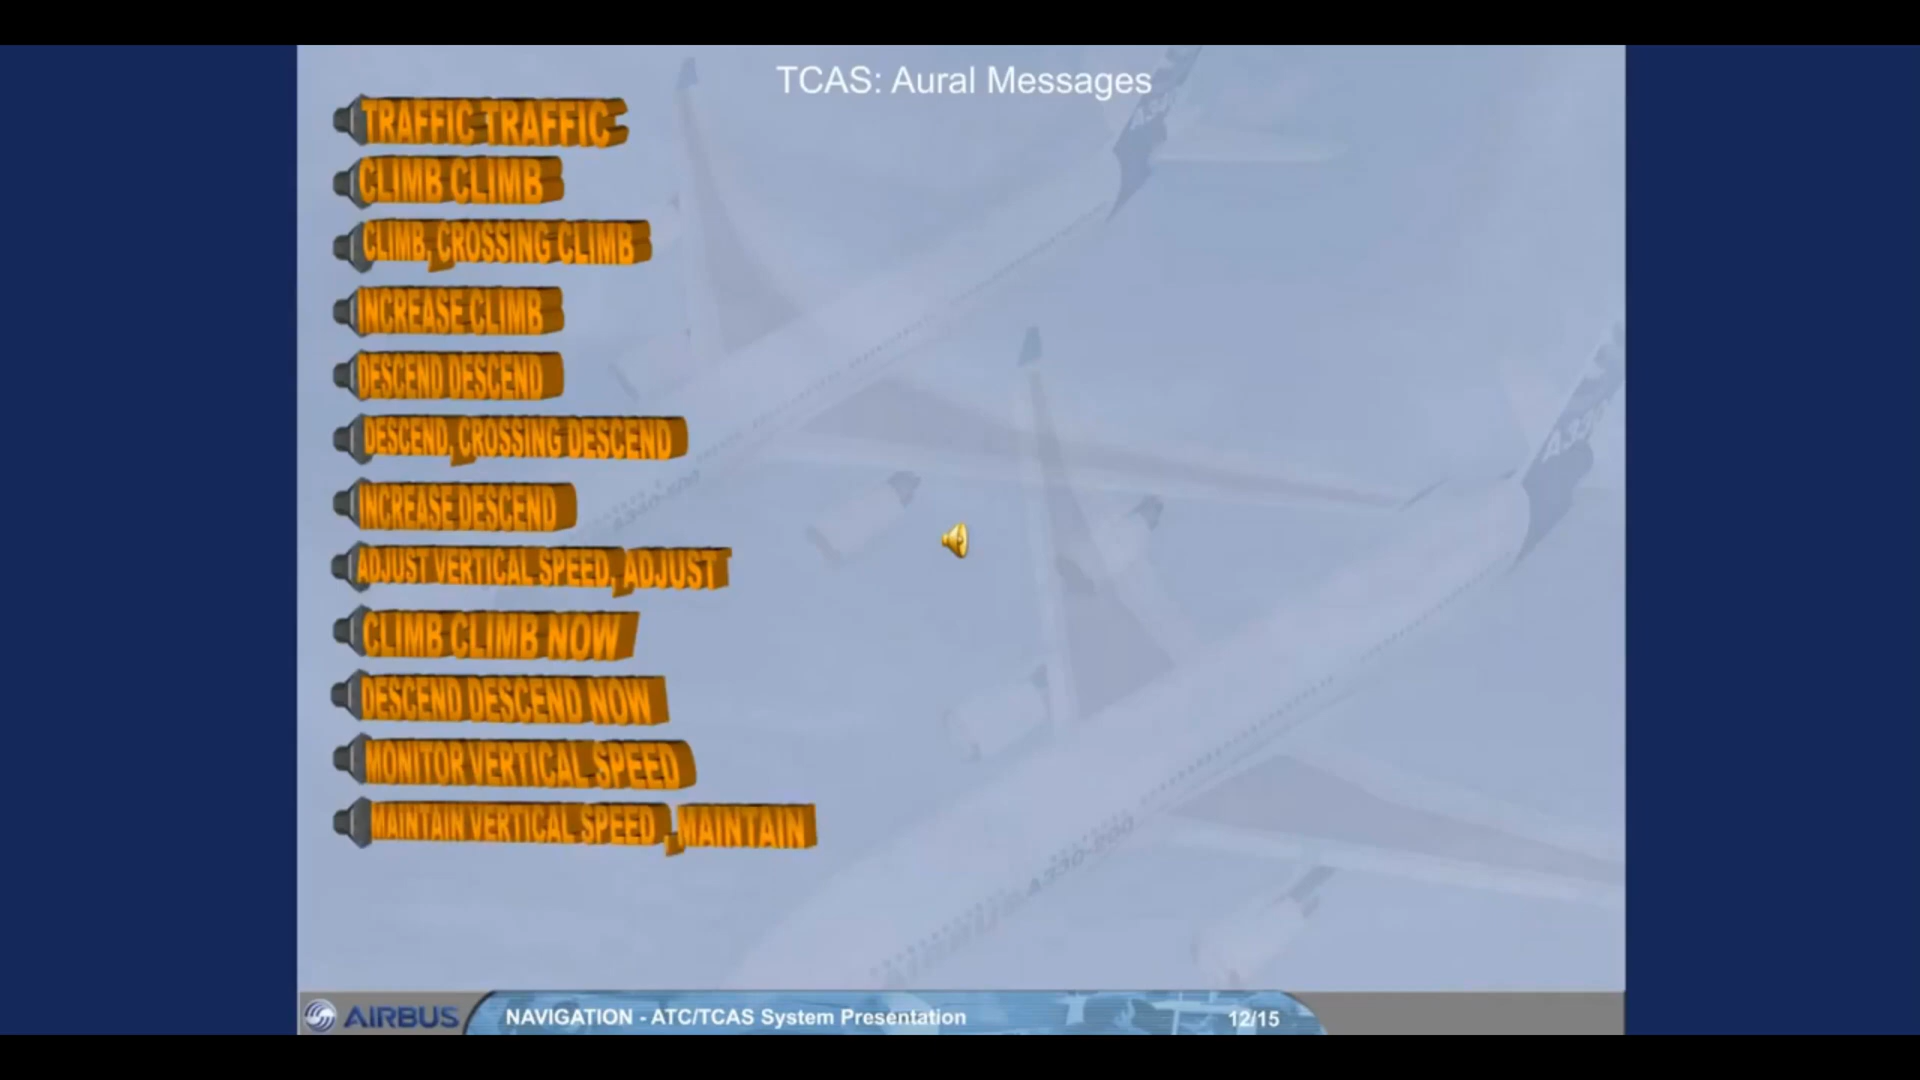 TCAS: Aural Messages
TRAFFIC TRAFFIC
CLIMB CLIMB
CLIMB, CROSSING CLIMB
INCREASE CLIMB
DESCEND DESCEND
DESCEND, CROSSING DESCEND
INCREASE DESCEND
ADJUST VERTICAL SPEED, ADJUST
CLIMB CLIMB NOW
DESCEND DESCEND NOW
MONITOR VERTICAL SPEED
MAINTAIN VERTICAL SPEED , MAINTAIN
A330-200
AIRBUS
NAVIGATION - ATC/TCAS System Presentation
12/15